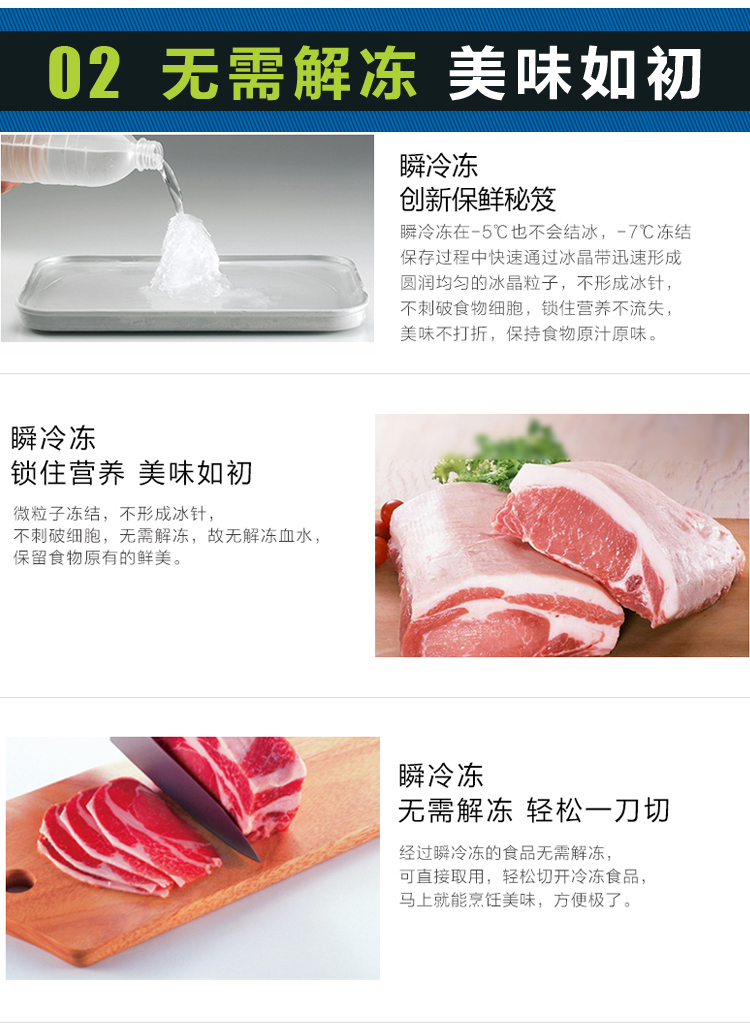 02 无需解冻 美味如初
瞬冷冻
创新保鲜秘笈
瞬冷冻在-5℃也不会结冰，-7℃冻结
保存过程中快速通过冰晶带迅速形成
圆润均匀的冰晶粒子，不形成冰针，
不刺破食物细胞，锁住营养不流失，
美味不打折，保持食物原汁原味。
瞬冷冻
锁住营养 美味如初
微粒子冻结，不形成冰针，
不刺破细胞，无需解冻，故无解冻血水，
保留食物原有的鲜美。
瞬冷冻
无需解冻 轻松一刀切
经过瞬冷冻的食品无需解冻，
可直接取用，轻松切开冷冻食品，
马上就能烹饪美味，方便极了。